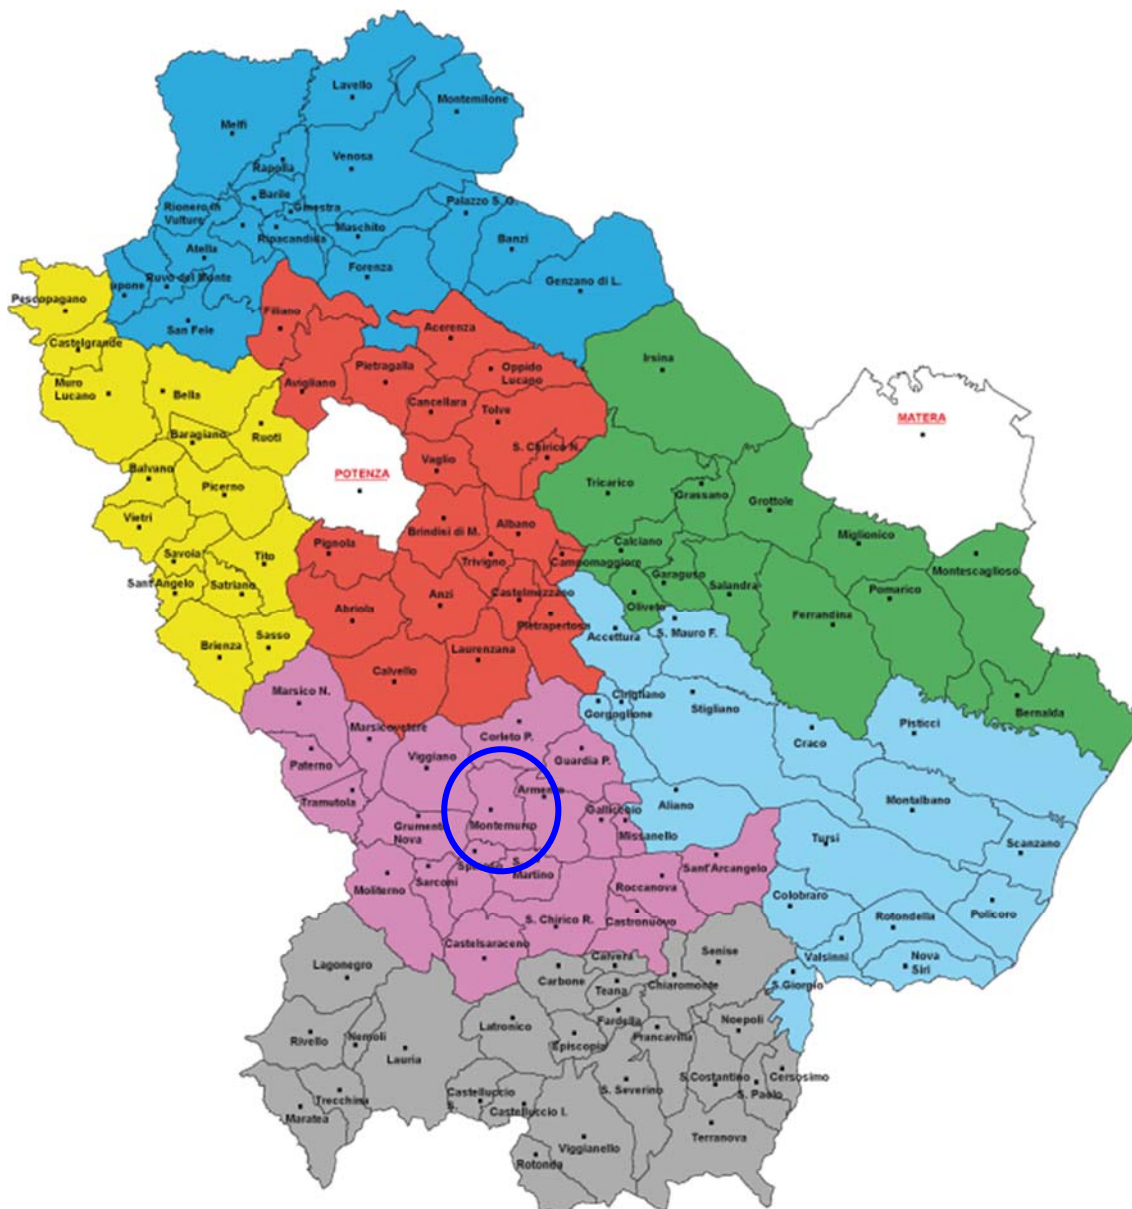 Lavello
Montemilone
Melfi
Venosa
Rapolla
Barile
Rionero in
Vulture
Ginestra
Palazzo S. G.
Maschito
Ripacandida
Banzi
Atella
Forenza
Ruvo del Monte
Genzano di L.
apone
Pescopagano
San Fele
Filiano
Acerenza
Castelgrande
Irsina
Pietragalla
Oppido
Lucano
Muro
Lucano
Bella
Avigliano
Cancellara
Tolve
MATERA
Baragiano
Ruoti
S. Chirico N.
Vaglio
POTENZA
Balvano
Picerno
Tricarico
Grassano
Grottole
Vietri
Brindisi di M.
Albano
Miglionico
Pignola
Calciano
Savoia
Tito
Trivigno
Campomaggiore
Montescaglioso
Sant'Angelo
Satriano
Garaguso
Salandra
Pomarico
Anzi
Castelmezzano
Abriola
Oliveto
Ferrandina
Pietrapertosa
Accettura
S. Mauro F.
Brienza
Sasso
Laurenzana
Calvello
Marsico N.
Cirigliano
Gorgoglione
Stigliano
Bernalda
Pisticci
Marsicovetere
Corleto P.
Craco
Paterno
Viggiano
Guardia P.
Armento
Tramutola
Aliano
Montalbano
Gallicchio
Grumento
Nova
Montemurro
Missanello
Tursi
Scanzano
Spinoso
S.
Martino
Sant'Arcangelo
Moliterno
Sarconi
Roccanova
Colobraro
Policoro
S. Chirico R.
Castronuovo
Rotondella
Castelsaraceno
Valsinni
Nova
Siri
Senise
Calvera
Lagonegro
Carbone
Chiaromonte
S.Giorgio
Teana
Noepoli
Fardella
Latronico
Francavilla
Rivello
Nemoli
Episcopia
Lauria
S.Costantino
Cersosimo
S. Severino
S. Paolo
Trecchina
Castelluccio
S.
Castelluccio I.
Maratea
Terranova
Viggianello
Rotonda